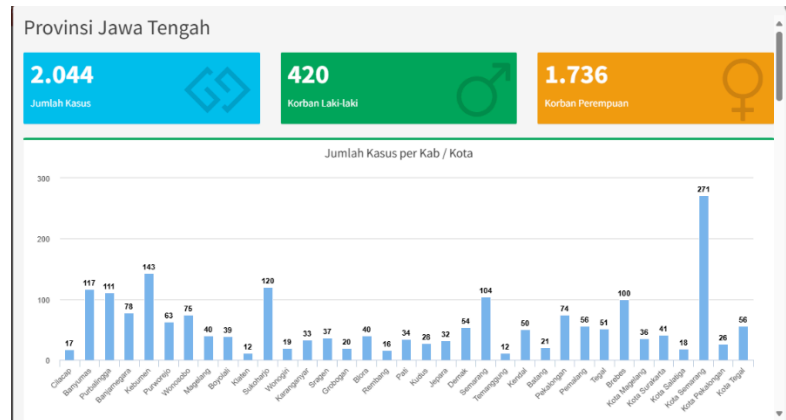 Provinsi Jawa Tengah
2.044
Jumlah Kasus
420
Korban Laki-laki
1.736
Korban Perempuan
Jumlah Kasus per Kab / Kota
300
200
100
0
17
117
111
78
143
63
75
40
39
12
120
19
33
37
20
40
16
34
26
32
54
104
12
50
21
74
56
51
100
36
41
18
271
26
56
Cilacap
Banyumas
Purbalingga
Banjarnegara
Kebumen
Purworejo
Wonosobo
Magelang
Boyolali
Klaten
Sukoharjo
Wonogiri
Karanganyar
Sragen
Grobogan
Blora
Rembang
Pati
Kudus
Jepara
Demak
Semarang
Temanggung
Kendal
Batang
Pekalongan
Pemalang
Tegal
Brebes
Kota Magelang
Kota Surakarta
Kota Salatiga
Kota Semarang
Kota Pekalongan
Kota Tegal